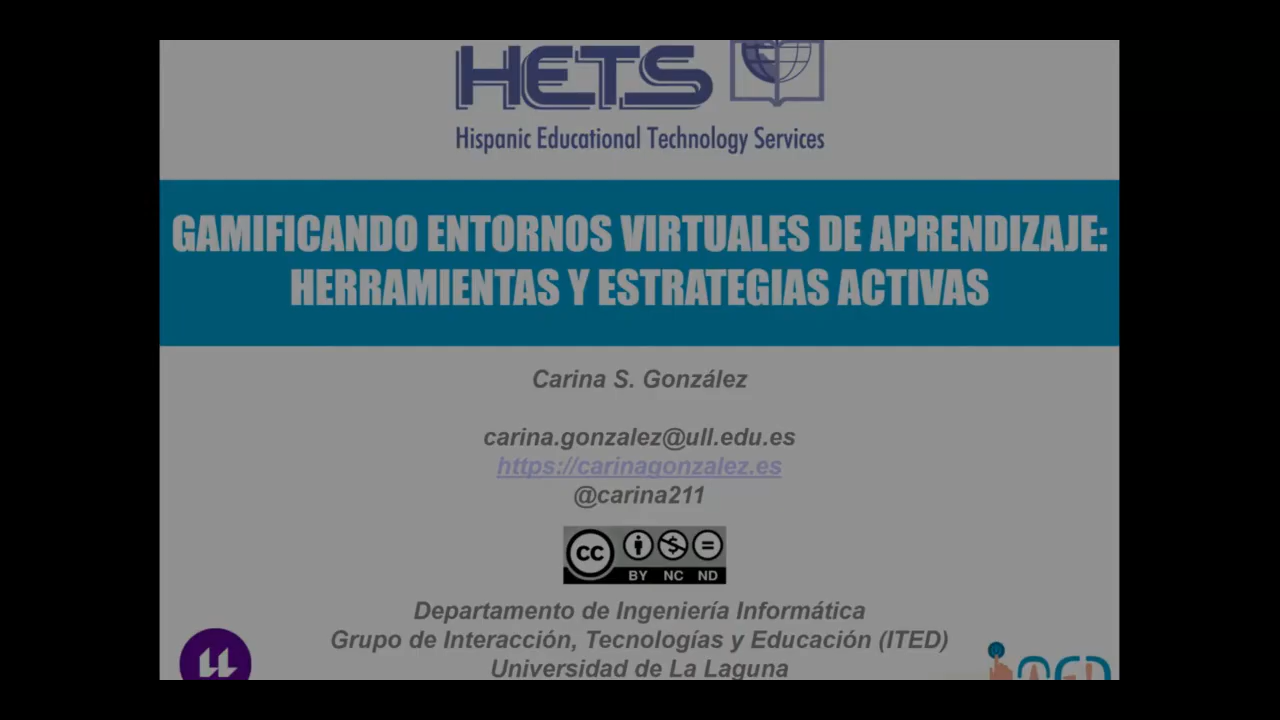 HETS
Hispanic Educational Technology Services
GAMIFICANDO ENTORNOS VIRTUALES DE APRENDIZAJE:
HERRAMIENTAS Y ESTRATEGIAS ACTIVAS
Carina S. González
carina.gonzalez@ull.edu.es
https://carinagonzalez.es
@carina211
CC BY NC ND
Departamento de Ingeniería Informática
Grupo de Interacción, Tecnologías y Educación (ITED)
Universidad de La Laguna